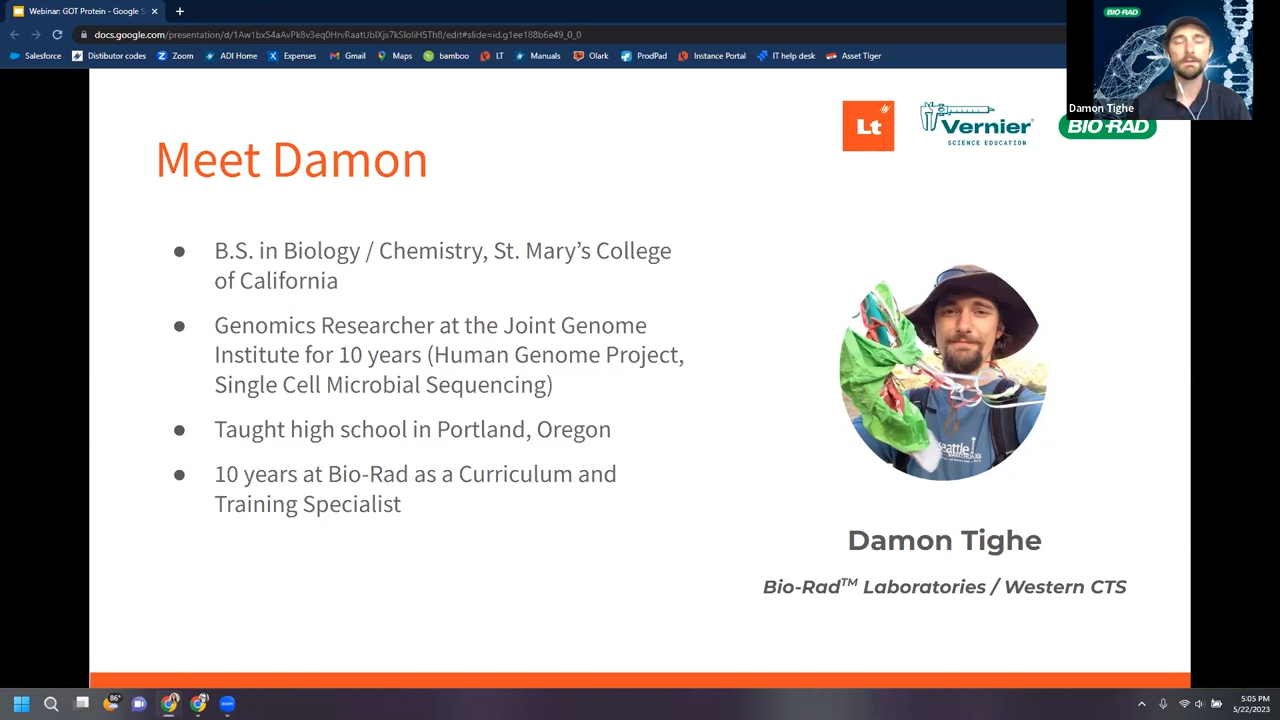 Webinar: GOT Protein - Google S
docs.google.com/presentation/d/1Aw1bxS4aAvPk8v3eq0HrvRaatUblXjs7kSloIiH5Th8/edit#slide=id.g1ee188b6e49_0_0
Salesforce Distibutor codes Zoom ADI Home Expenses Gmail Maps bamboo LT Manuals Olark ProdPad Instance Portal IT help desk Asset Tiger
BIO-RAD
Damon Tighe
Lt
Vernier
SCIENCE EDUCATION
BIO-RAD
Meet Damon
● B.S. in Biology / Chemistry, St. Mary's College
of California
● Genomics Researcher at the Joint Genome
Institute for 10 years (Human Genome Project,
Single Cell Microbial Sequencing)
● Taught high school in Portland, Oregon
● 10 years at Bio-Rad as a Curriculum and
Training Specialist
seattle
Damon Tighe
Bio-Rad™ Laboratories / Western CTS
86°
5:05 PM
5/22/2023